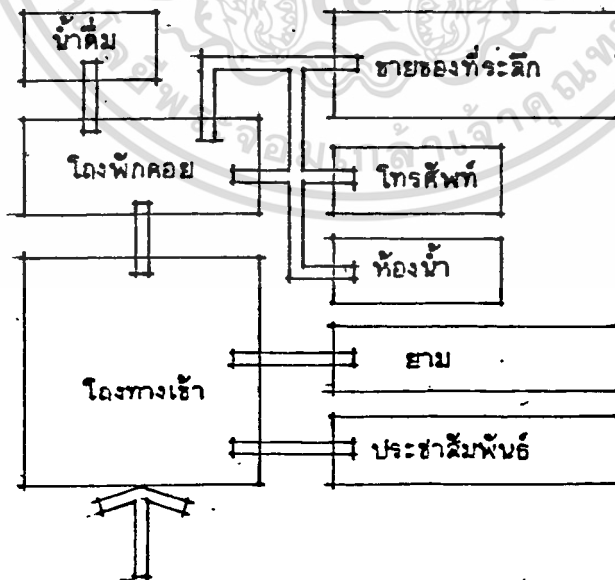 น้ำดื่ม
ขายของที่ระลึก
โถงพักคอย
โทรศัพท์
ห้องน้ำ
ยาม
โถงทางเข้า
ประชาสัมพันธ์